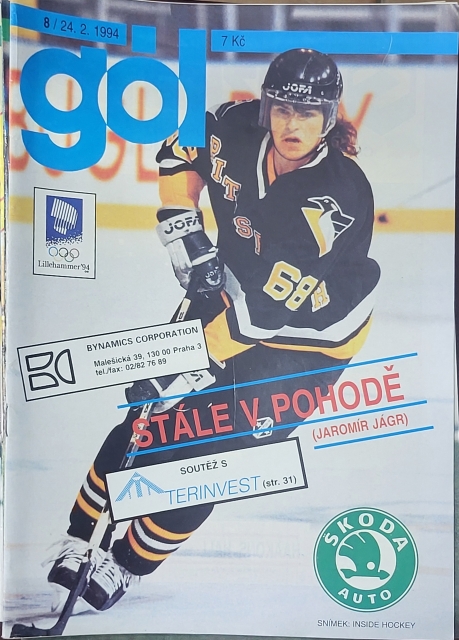 8 / 24. 2. 1994
7 Kč
gól
JOFA
PITTS
JOFA
68
Lillehammer '94
BYNAMICS CORPORATION
Malešická 39, 130 00 Praha 3
tel./fax: 02/82 76 89
STÁLE V POHODĚ
(JAROMÍR JÁGR)
SOUTĚŽ S
TERINVEST (str. 31)
ŠKODA
AUTO
SNÍMEK: INSIDE HOCKEY